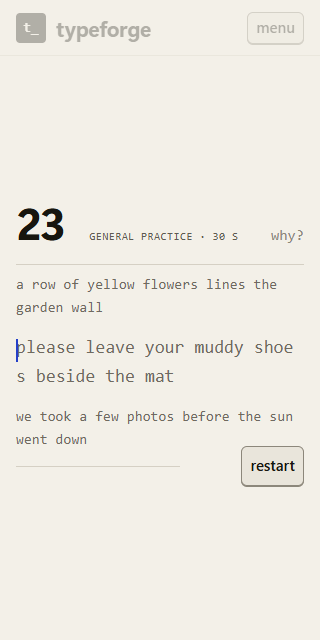 t_ typeforge menu
23 GENERAL PRACTICE · 30 S why?
a row of yellow flowers lines the
garden wall
please leave your muddy shoe
s beside the mat
we took a few photos before the sun
went down
restart